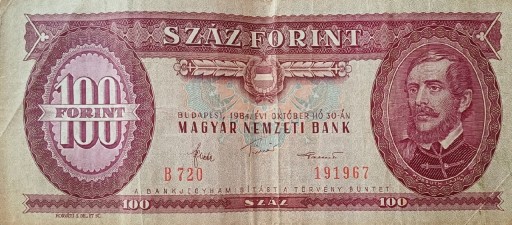 SZÁZ FORINT
100
FORINT
BUDAPEST, 1984. ÉVI OKTÓBER HÓ 30-ÁN
MAGYAR NEMZETI BANK
B 720
191967
A BANKJEGYHAMISÍTÁST A TÖRVÉNY BÜNTETI
100
SZÁZ
100